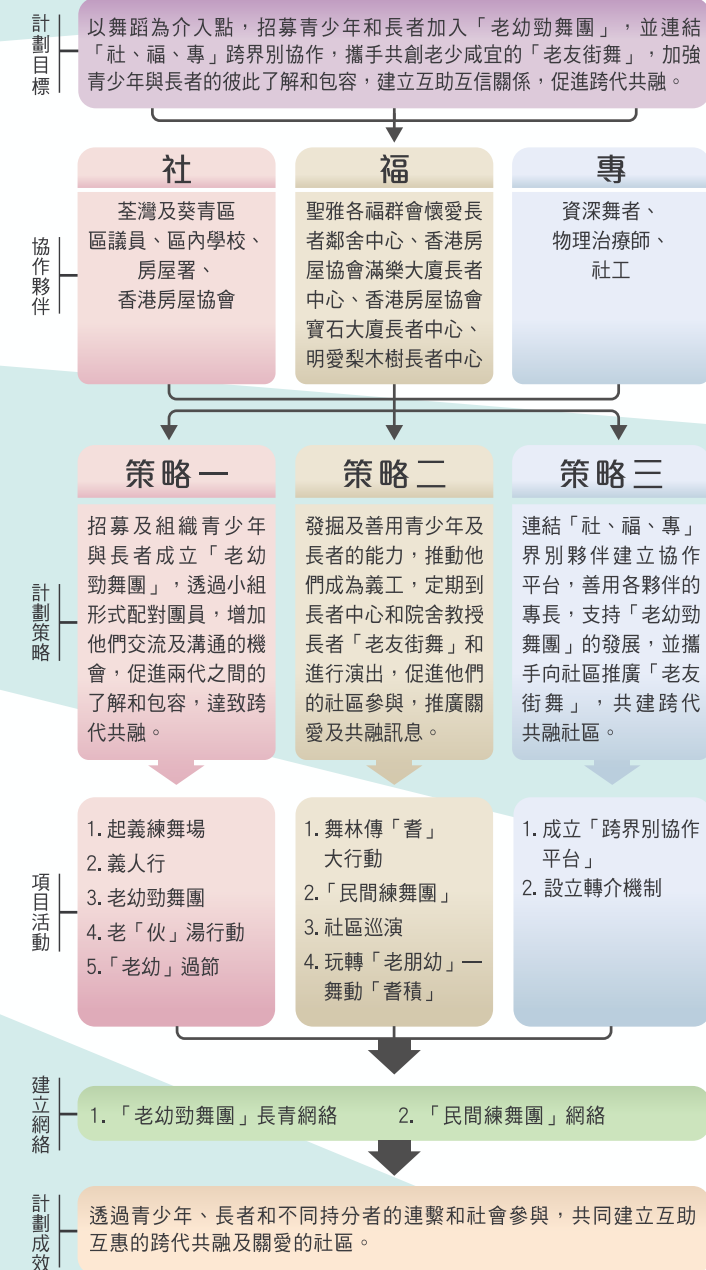 計劃目標
以舞蹈為介入點，招募青少年和長者加入「老幼勁舞團」，並連結
「社、福、專」跨界別協作，攜手共創老少咸宜的「老友街舞」，加強
青少年與長者的彼此了解和包容，建立互助互信關係，促進跨代共融。
協作夥伴
社
荃灣及葵青區
區議員、區內學校、
房屋署、
香港房屋協會
福
聖雅各福群會懷愛長
者鄰舍中心、香港房
屋協會滿樂大廈長者
中心、香港房屋協會
寶石大廈長者中心、
明愛梨木樹長者中心
專
資深舞者、
物理治療師、
社工
計劃策略
策略一
招募及組織青少年
與長者成立「老幼
勁舞團」，透過小組
形式配對團員，增加
他們交流及溝通的機
會，促進兩代之間的
了解和包容，達致跨
代共融。
策略二
發掘及善用青少年及
長者的能力，推動他
們成為義工，定期到
長者中心和院舍教授
長者「老友街舞」和
進行演出，促進他們
的社區參與，推廣關
愛及共融訊息。
策略三
連結「社、福、專」
界別夥伴建立協作
平台，善用各夥伴的
專長，支持「老幼勁
舞團」的發展，並攜
手向社區推廣「老友
街舞」，共建跨代
共融社區。
項目活動
1. 起義練舞場
2. 義人行
3. 老幼勁舞團
4. 老「伙」湯行動
5.「老幼」過節
1. 舞林傳「耆」
大行動
2.「民間練舞團」
3. 社區巡演
4. 玩轉「老朋幼」—
舞動「耆積」
1. 成立「跨界別協作
平台」
2. 設立轉介機制
建立網絡
1. 「老幼勁舞團」長青網絡
2. 「民間練舞團」網絡
計劃成效
透過青少年、長者和不同持分者的連繫和社會參與，共同建立互助
互惠的跨代共融及關愛的社區。